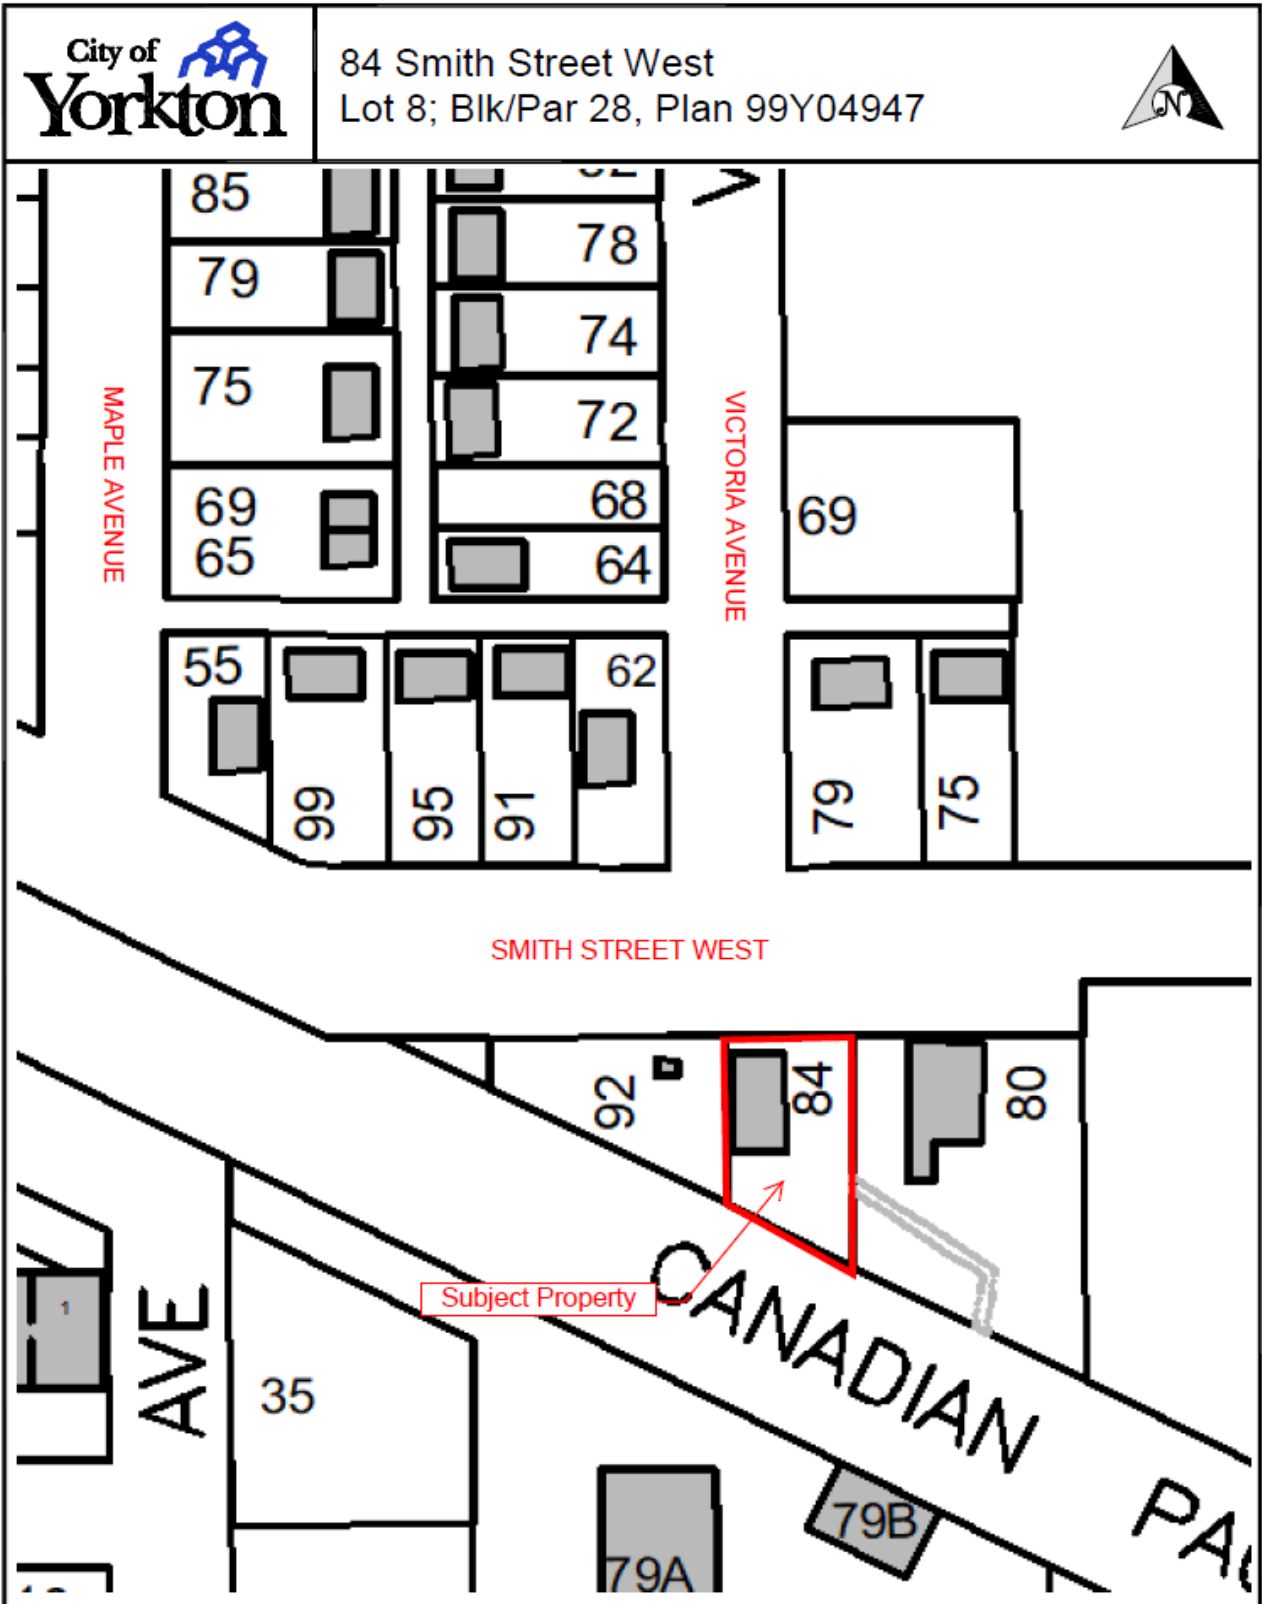 City of
Yorkton
84 Smith Street West
Lot 8; Blk/Par 28, Plan 99Y04947
N
85
79
78
75
74
72
MAPLE AVENUE
VICTORIA AVENUE
69
68
69
65
64
55
62
99
95
91
79
75
SMITH STREET WEST
92
84
80
Subject Property
CANADIAN
1
AVE
35
79B
79A